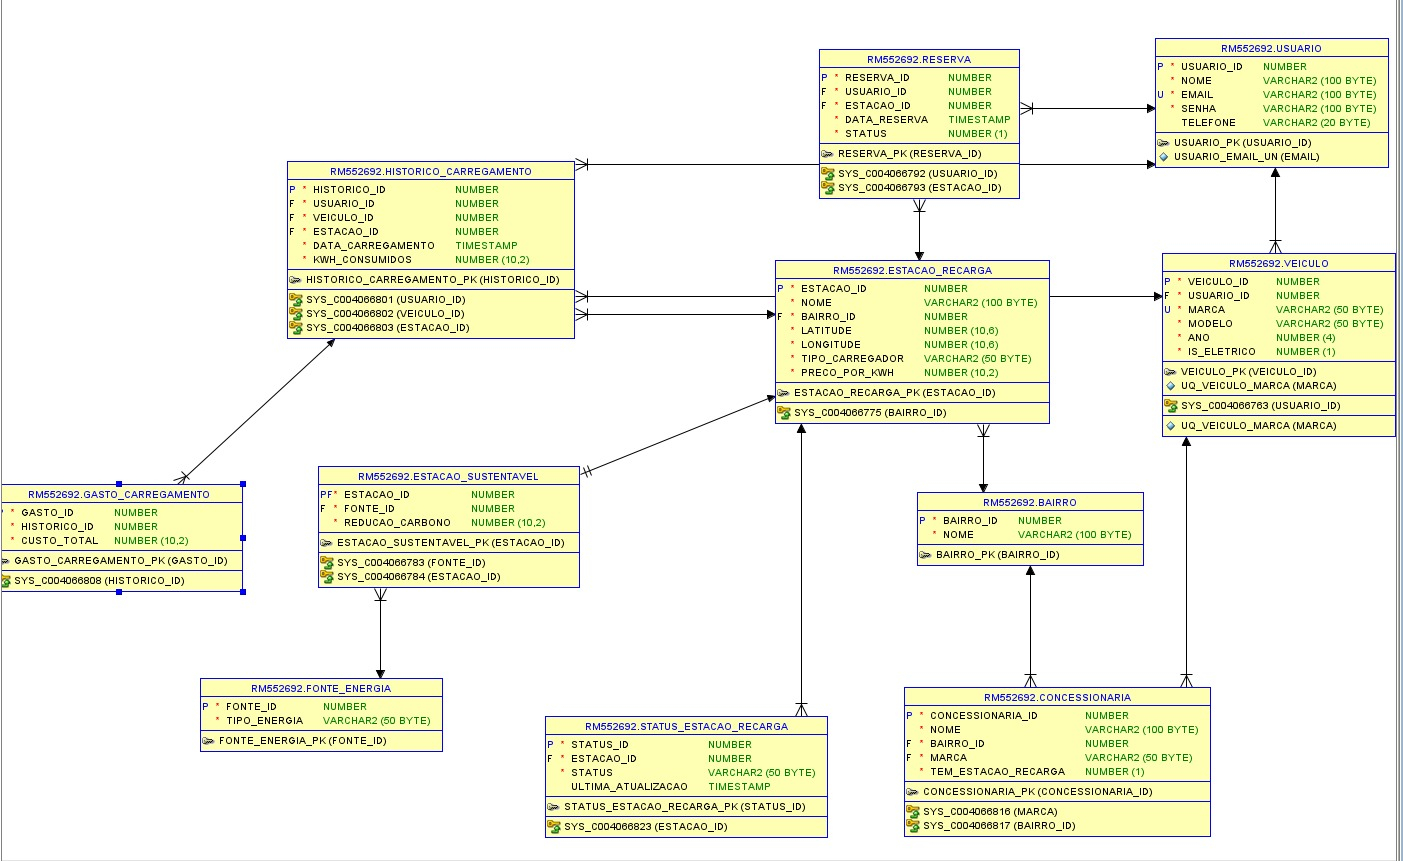 RM552692.RESERVA
P * RESERVA_ID NUMBER
F * USUARIO_ID NUMBER
F * ESTACAO_ID NUMBER
* DATA_RESERVA TIMESTAMP
* STATUS NUMBER (1)
RESERVA_PK (RESERVA_ID)
SYS_C004066792 (USUARIO_ID)
SYS_C004066793 (ESTACAO_ID)
RM552692.USUARIO
P * USUARIO_ID NUMBER
* NOME VARCHAR2 (100 BYTE)
U * EMAIL VARCHAR2 (100 BYTE)
* SENHA VARCHAR2 (100 BYTE)
TELEFONE VARCHAR2 (20 BYTE)
USUARIO_PK (USUARIO_ID)
USUARIO_EMAIL_UN (EMAIL)
RM552692.HISTORICO_CARREGAMENTO
P * HISTORICO_ID NUMBER
F * USUARIO_ID NUMBER
F * VEICULO_ID NUMBER
F * ESTACAO_ID NUMBER
* DATA_CARREGAMENTO TIMESTAMP
* KWH_CONSUMIDOS NUMBER (10,2)
HISTORICO_CARREGAMENTO_PK (HISTORICO_ID)
SYS_C004066801 (USUARIO_ID)
SYS_C004066802 (VEICULO_ID)
SYS_C004066803 (ESTACAO_ID)
RM552692.ESTACAO_RECARGA
P * ESTACAO_ID NUMBER
* NOME VARCHAR2 (100 BYTE)
F * BAIRRO_ID NUMBER
* LATITUDE NUMBER (10,6)
* LONGITUDE NUMBER (10,6)
* TIPO_CARREGADOR VARCHAR2 (50 BYTE)
* PRECO_POR_KWH NUMBER (10,2)
ESTACAO_RECARGA_PK (ESTACAO_ID)
SYS_C004066775 (BAIRRO_ID)
RM552692.VEICULO
P * VEICULO_ID NUMBER
F * USUARIO_ID NUMBER
U * MARCA VARCHAR2 (50 BYTE)
* MODELO VARCHAR2 (50 BYTE)
* ANO NUMBER (4)
* IS_ELETRICO NUMBER (1)
VEICULO_PK (VEICULO_ID)
UQ_VEICULO_MARCA (MARCA)
SYS_C004066763 (USUARIO_ID)
UQ_VEICULO_MARCA (MARCA)
RM552692.GASTO_CARREGAMENTO
* GASTO_ID NUMBER
* HISTORICO_ID NUMBER
* CUSTO_TOTAL NUMBER (10,2)
GASTO_CARREGAMENTO_PK (GASTO_ID)
SYS_C004066808 (HISTORICO_ID)
RM552692.ESTACAO_SUSTENTAVEL
PF* ESTACAO_ID NUMBER
F * FONTE_ID NUMBER
* REDUCAO_CARBONO NUMBER (10,2)
ESTACAO_SUSTENTAVEL_PK (ESTACAO_ID)
SYS_C004066783 (FONTE_ID)
SYS_C004066784 (ESTACAO_ID)
RM552692.BAIRRO
P * BAIRRO_ID NUMBER
* NOME VARCHAR2 (100 BYTE)
BAIRRO_PK (BAIRRO_ID)
RM552692.FONTE_ENERGIA
P * FONTE_ID NUMBER
* TIPO_ENERGIA VARCHAR2 (50 BYTE)
FONTE_ENERGIA_PK (FONTE_ID)
RM552692.STATUS_ESTACAO_RECARGA
P * STATUS_ID NUMBER
F * ESTACAO_ID NUMBER
* STATUS VARCHAR2 (50 BYTE)
ULTIMA_ATUALIZACAO TIMESTAMP
STATUS_ESTACAO_RECARGA_PK (STATUS_ID)
SYS_C004066823 (ESTACAO_ID)
RM552692.CONCESSIONARIA
P * CONCESSIONARIA_ID NUMBER
* NOME VARCHAR2 (100 BYTE)
F * BAIRRO_ID NUMBER
F * MARCA VARCHAR2 (50 BYTE)
* TEM_ESTACAO_RECARGA NUMBER (1)
CONCESSIONARIA_PK (CONCESSIONARIA_ID)
SYS_C004066816 (MARCA)
SYS_C004066817 (BAIRRO_ID)